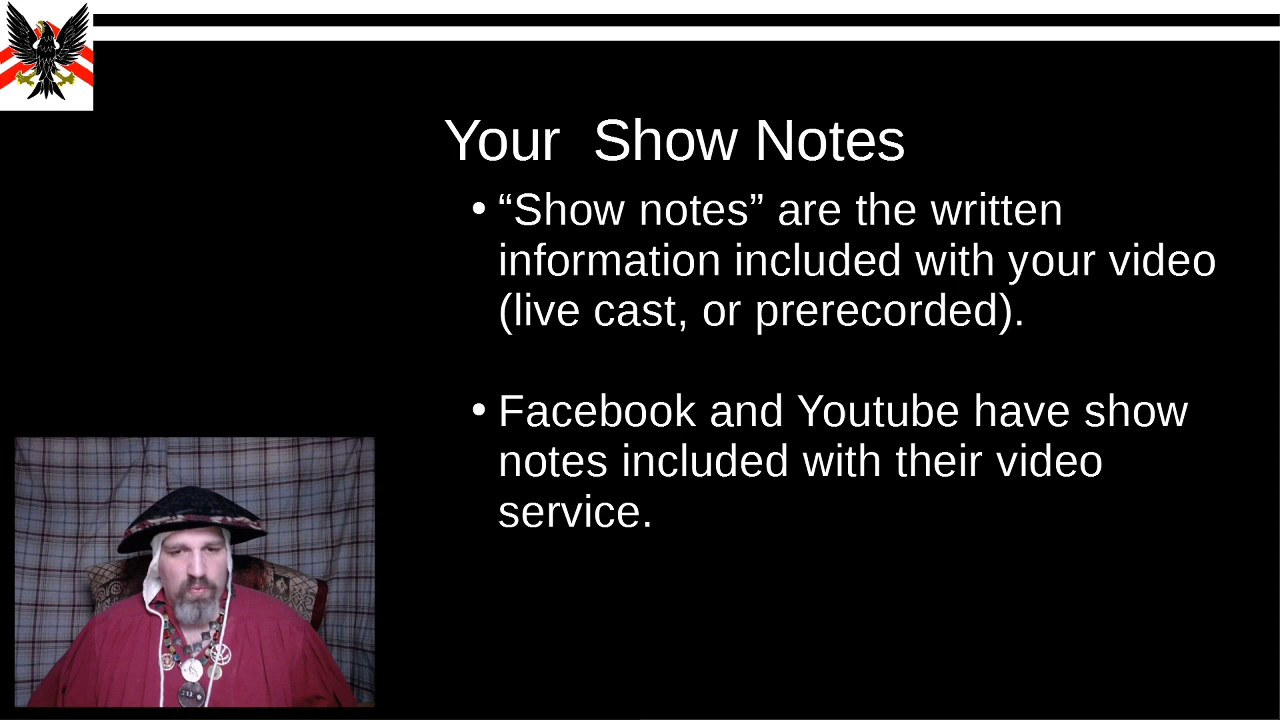 Your  Show Notes
• “Show notes” are the written
information included with your video
(live cast, or prerecorded).
• Facebook and Youtube have show
notes included with their video
service.